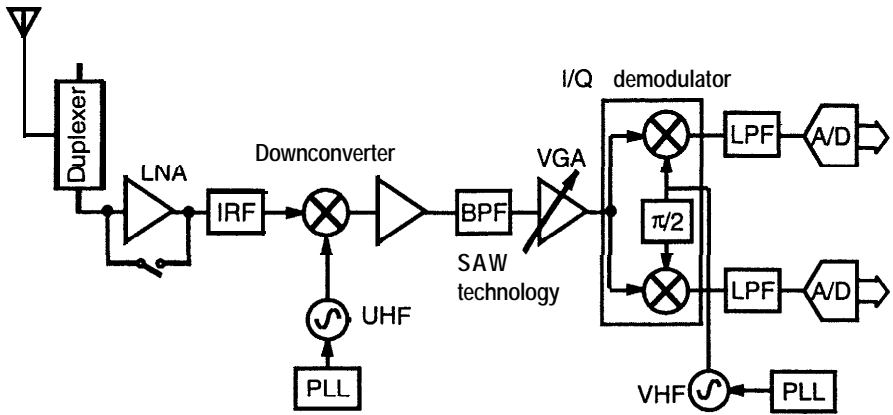 I/Q demodulator
Duplexer
LNA
Downconverter
VGA
LPF
A/D
IRF
BPF
π/2
SAW
technology
UHF
PLL
LPF
A/D
VHF
PLL